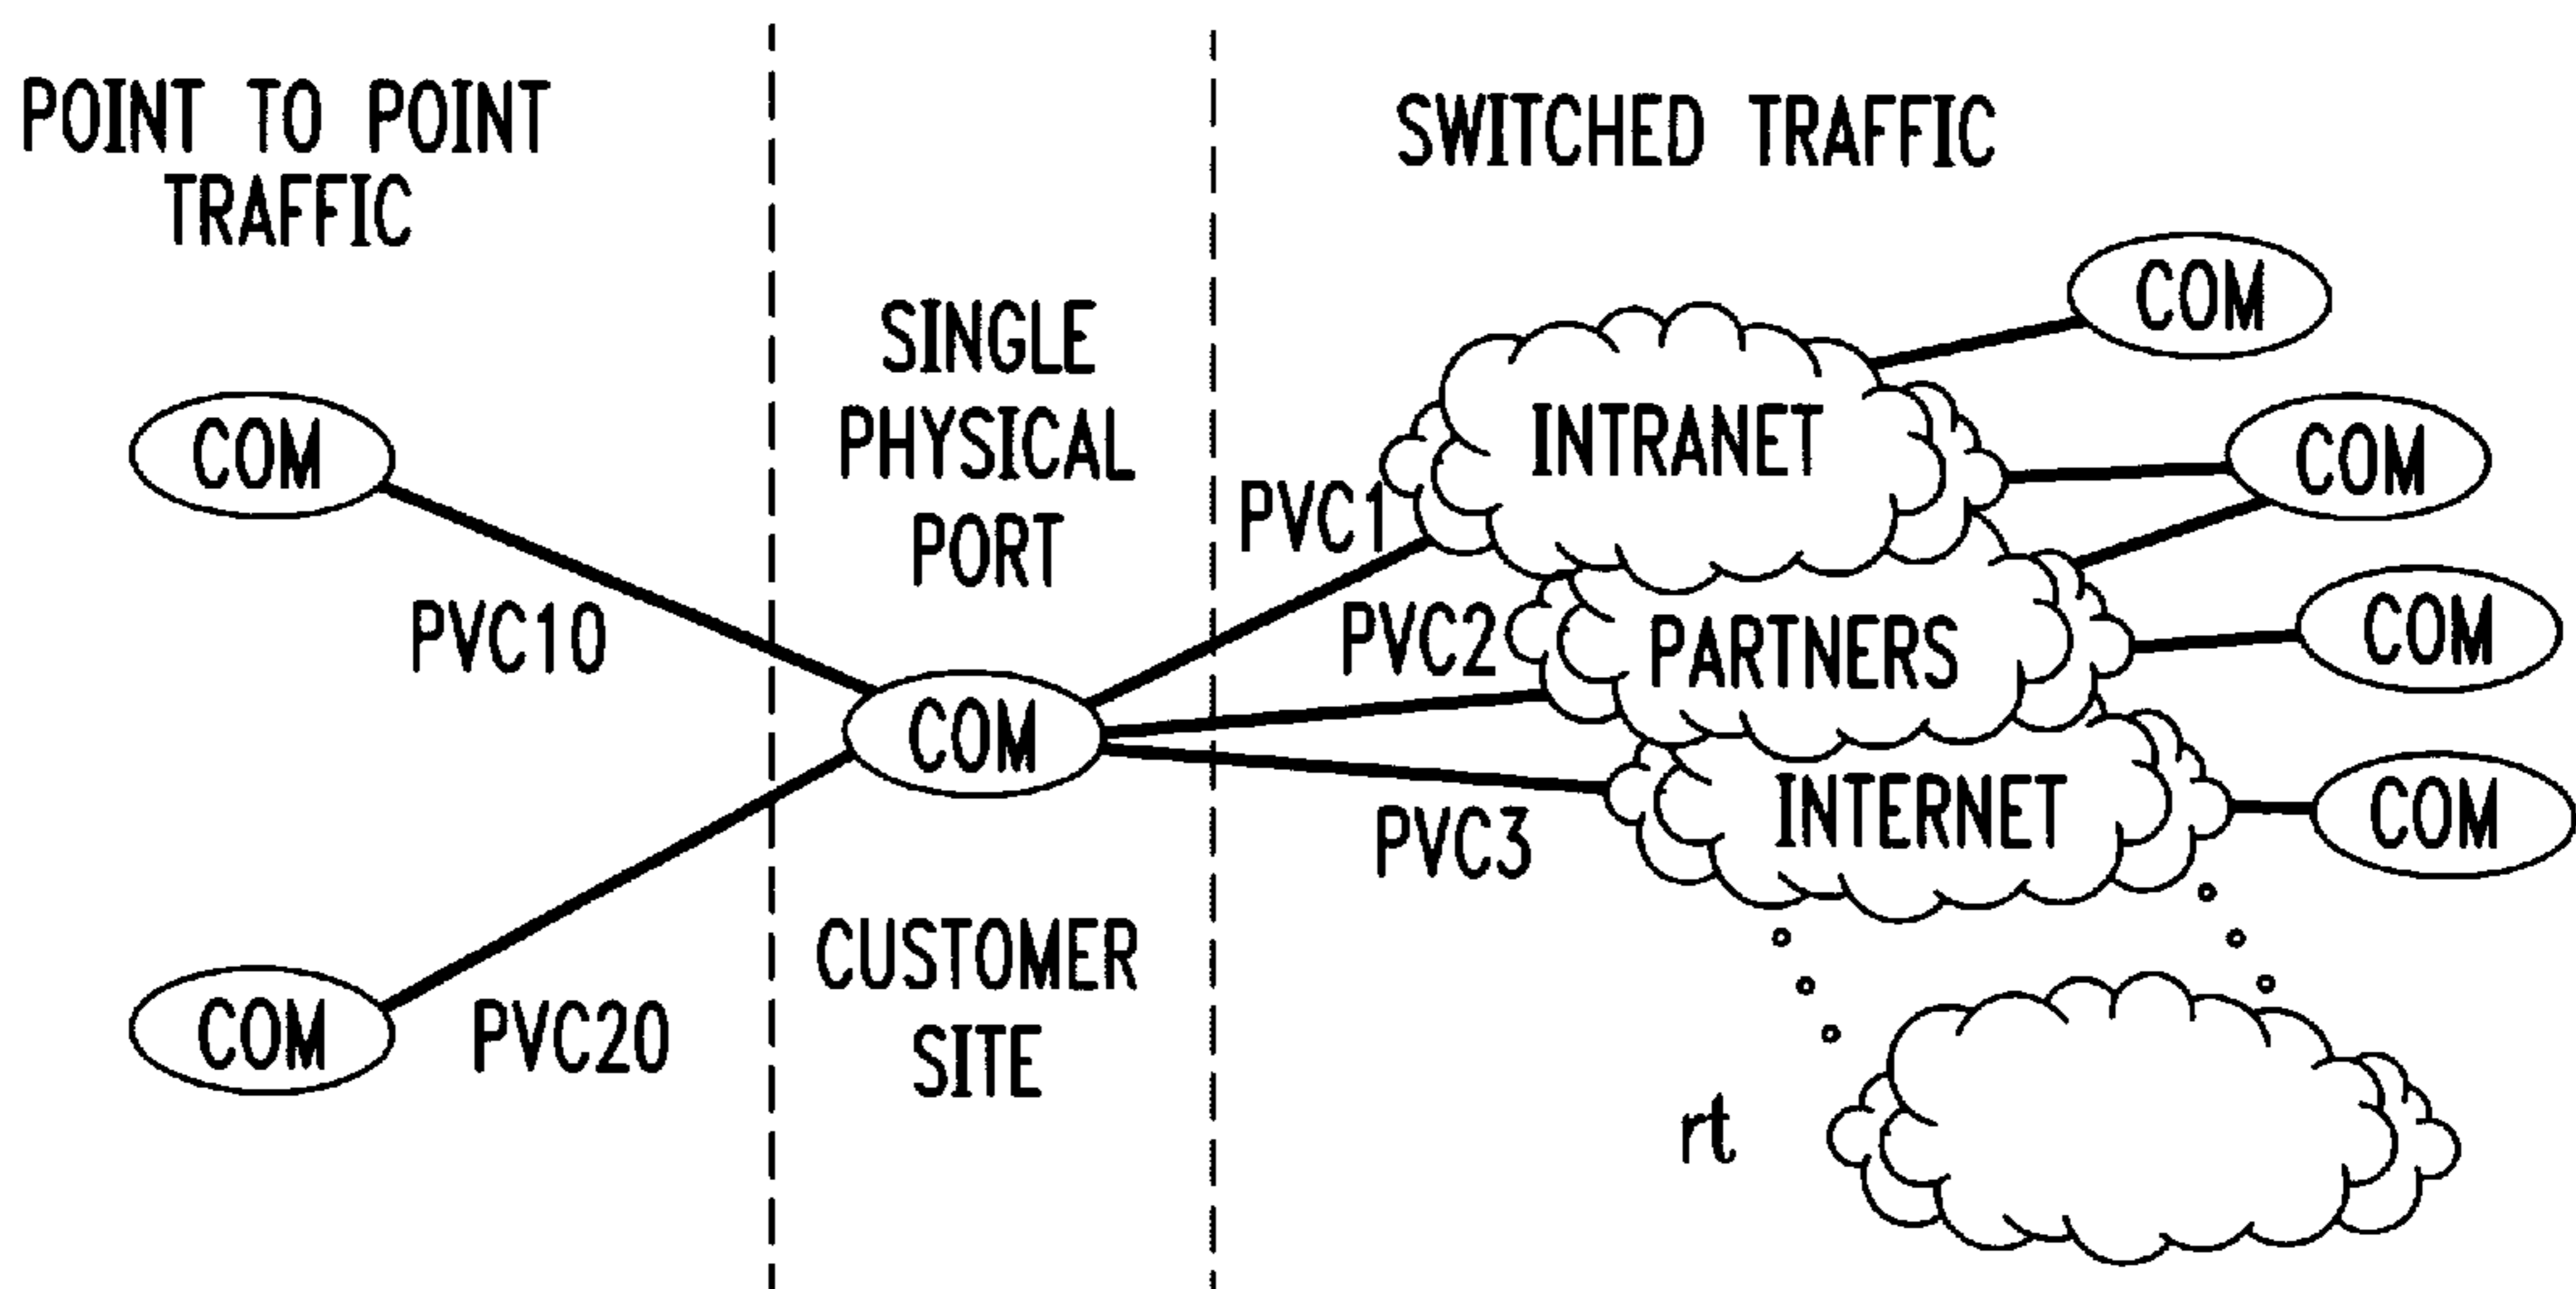 POINT TO POINT
TRAFFIC
SWITCHED TRAFFIC
SINGLE
PHYSICAL
PORT
COM
COM
INTRANET
COM
PVC1
PVC10
PVC2
PARTNERS
COM
COM
PVC3
INTERNET
COM
CUSTOMER
SITE
COM
PVC20
rt